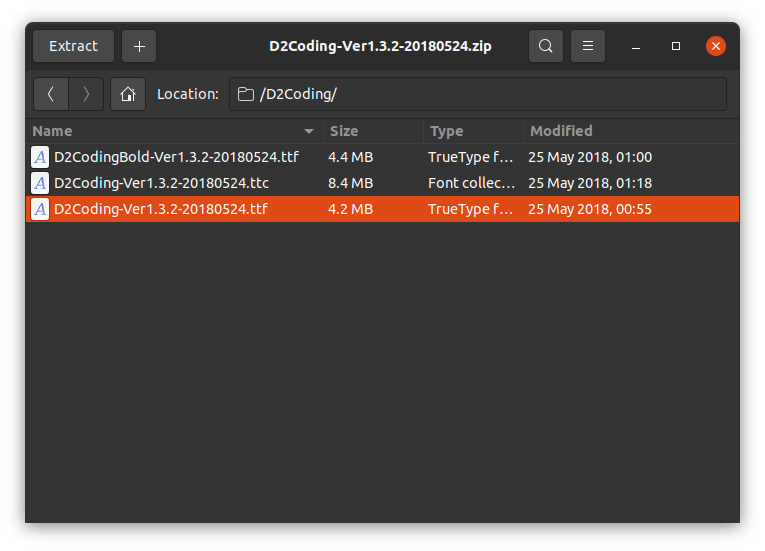 Extract + D2Coding-Ver1.3.2-20180524.zip
Location: /D2Coding/
Name Size Type Modified
D2CodingBold-Ver1.3.2-20180524.ttf 4.4 MB TrueType f… 25 May 2018, 01:00
D2Coding-Ver1.3.2-20180524.ttc 8.4 MB Font collec… 25 May 2018, 01:18
D2Coding-Ver1.3.2-20180524.ttf 4.2 MB TrueType f… 25 May 2018, 00:55